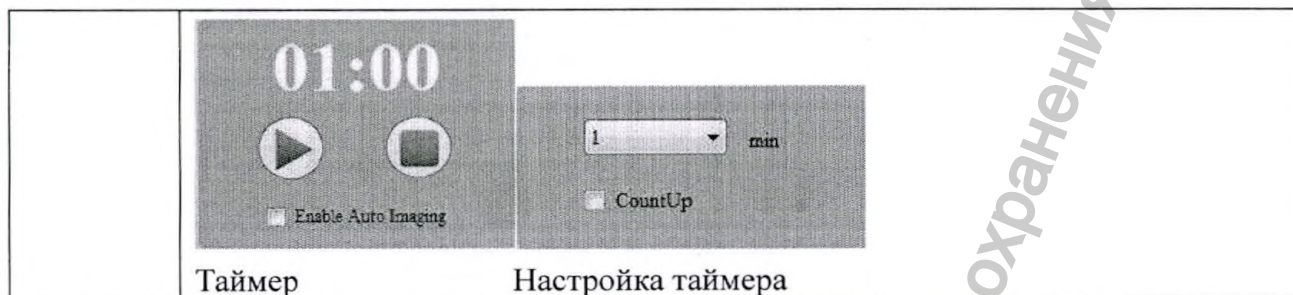 01:00
Enable Auto Imaging
1 min
CountUp
Таймер Настройка таймера